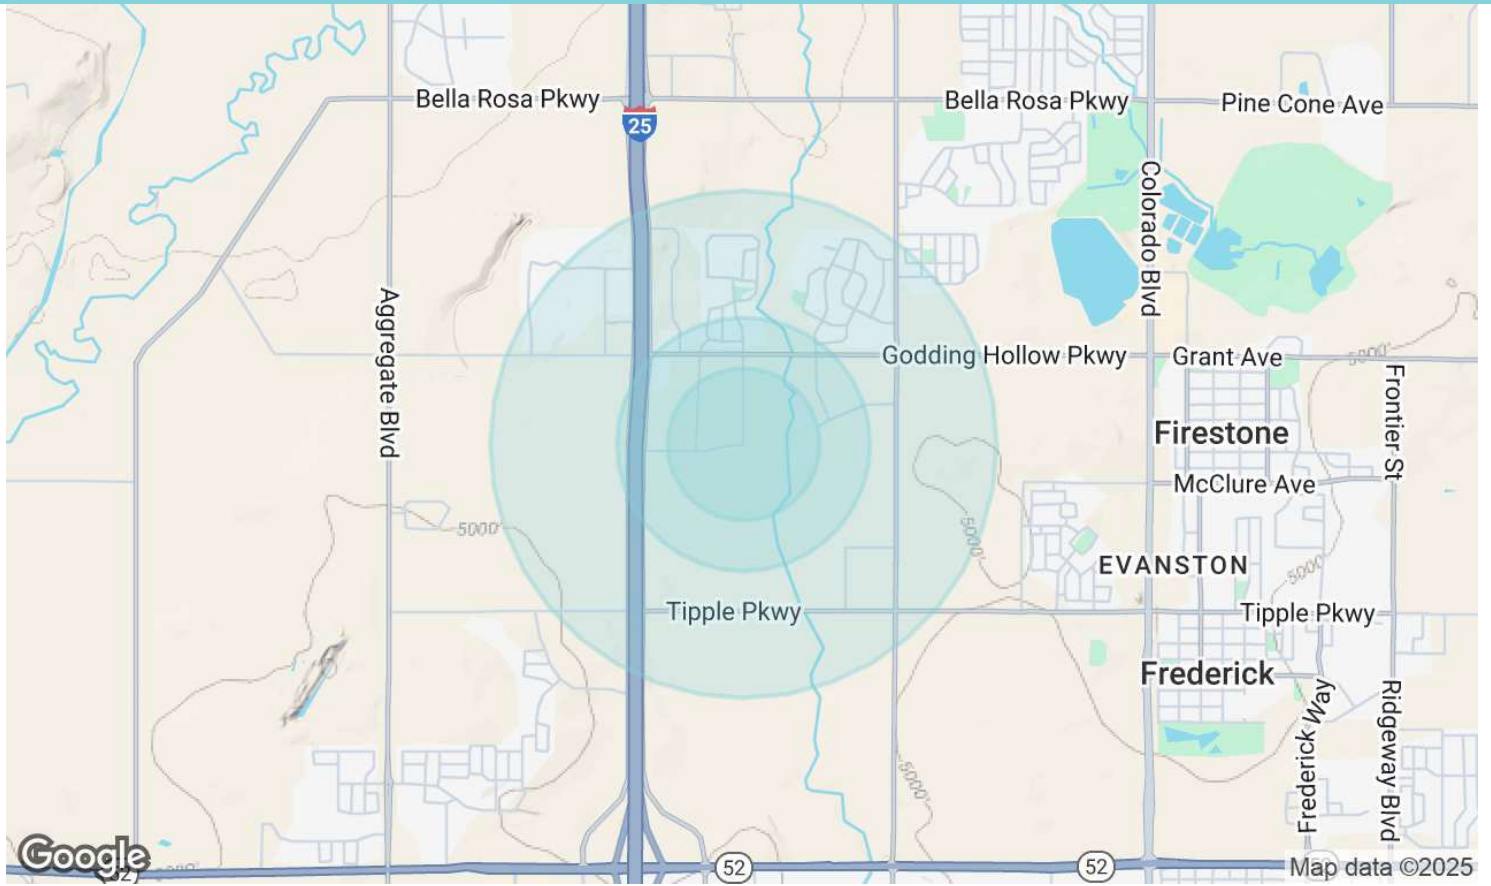 Bella Rosa Pkwy
Bella Rosa Pkwy
Pine Cone Ave
25
Colorado Blvd
Aggregate Blvd
Godding Hollow Pkwy
Grant Ave
5000'
Frontier St
Firestone
McClure Ave
5000'
5000'
EVANSTON
5000
Tipple Pkwy
Tipple Pkwy
Frederick
Frederick Way
Ridgeway Blvd
5000'
Google
52
52
52
Map data ©2025